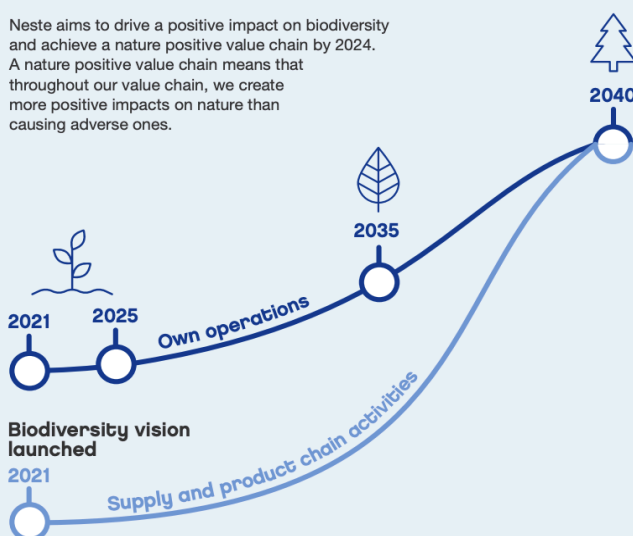 Neste aims to drive a positive impact on biodiversity
and achieve a nature positive value chain by 2024.
A nature positive value chain means that
throughout our value chain, we create
more positive impacts on nature than
causing adverse ones.
2040
2035
2021
2025
Own operations
Biodiversity vision
launched
2021
Supply and product chain activities